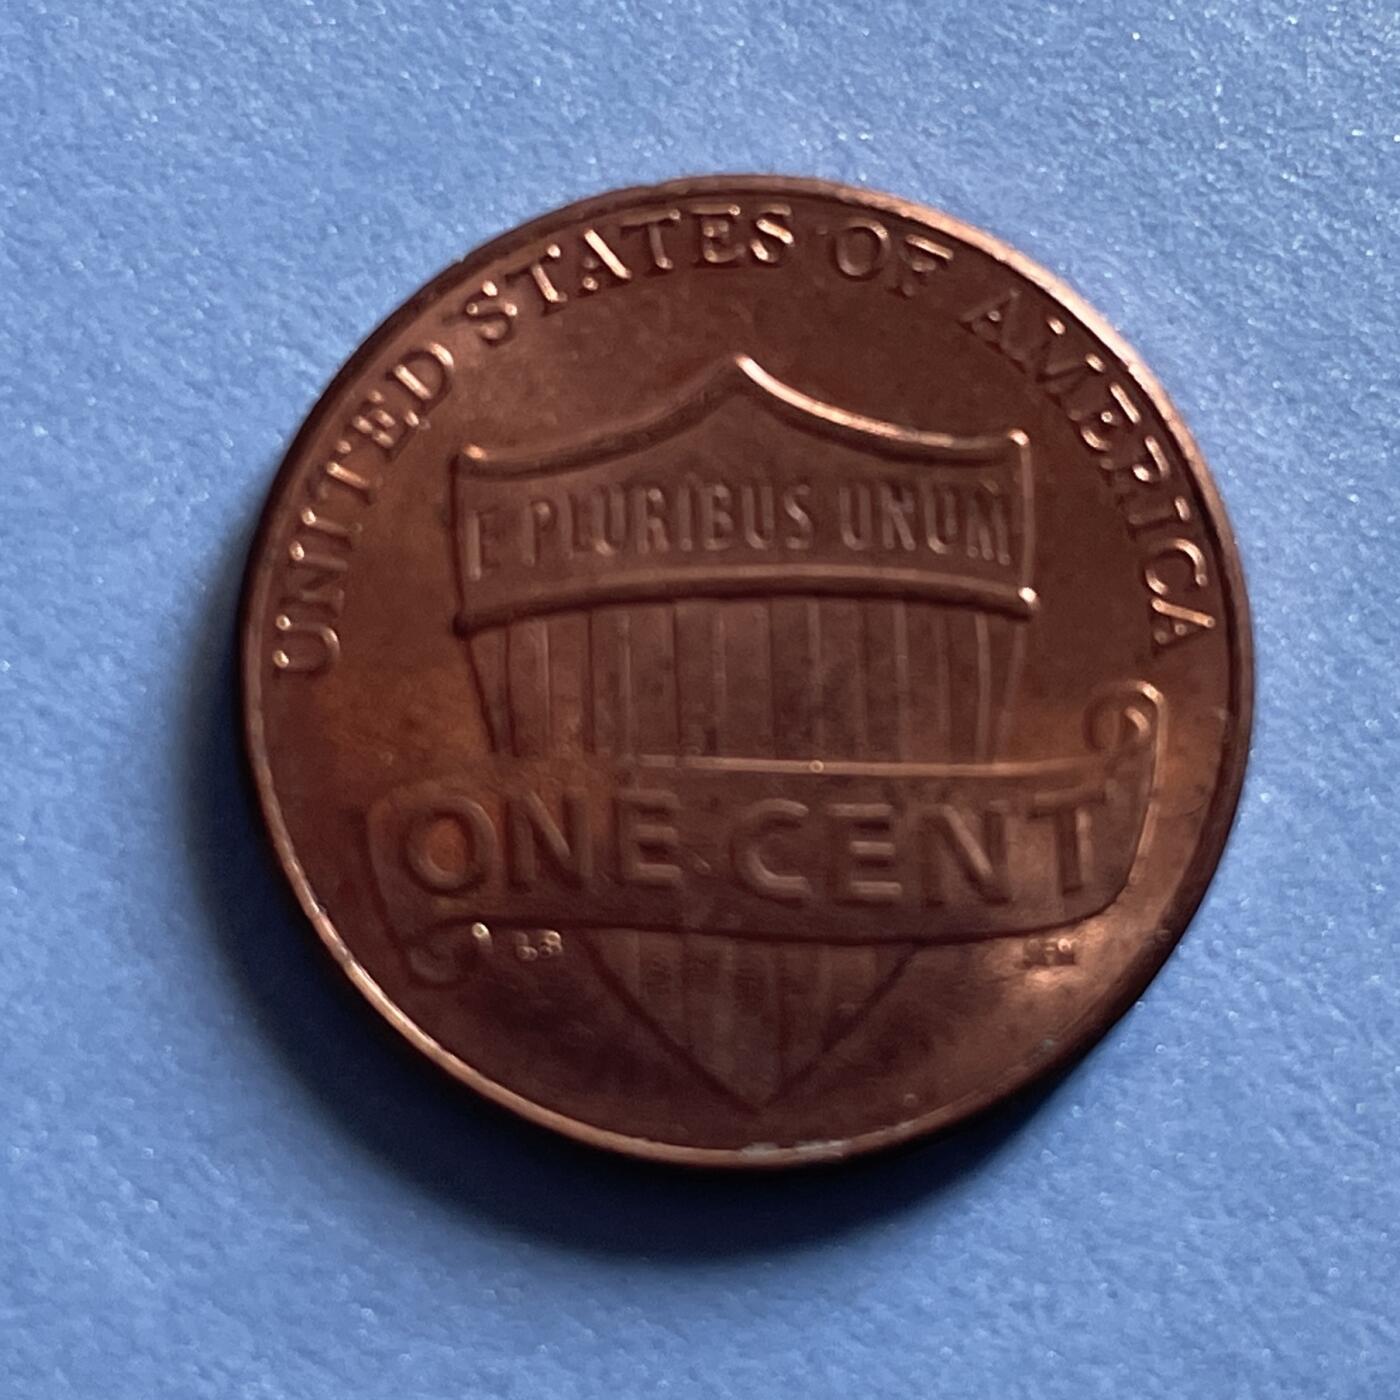 UNITED STATES OF AMERICA
E PLURIBUS UNUM
ONE CENT